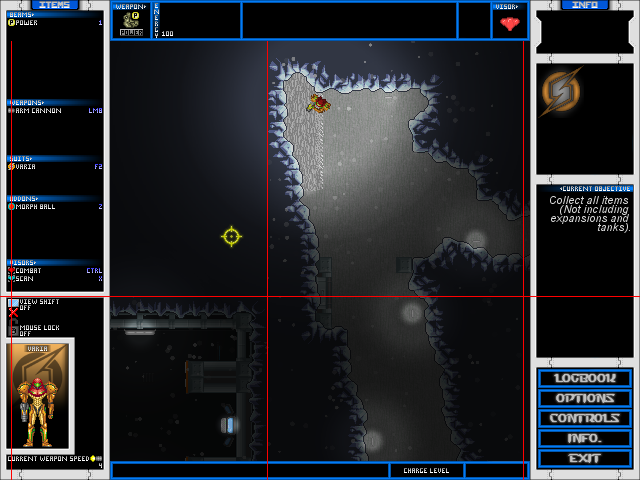 ITEMS
BEAMS
POWER 1
WEAPONS
ARM CANNON LMB
SUITS
VARIA F2
ADDONS
MORPH BALL Z
VISORS
COMBAT CTRL
SCAN X
VIEW SHIFT
OFF
MOUSE LOCK
OFF
VARIA
CURRENT WEAPON SPEED
4
WEAPON
POWER
ENERGY
100
VISOR
CHARGE LEVEL
INFO
CURRENT OBJECTIVE
Collect all items
(Not including
expansions and
tanks).
LOGBOOK
OPTIONS
CONTROLS
INFO.
EXIT